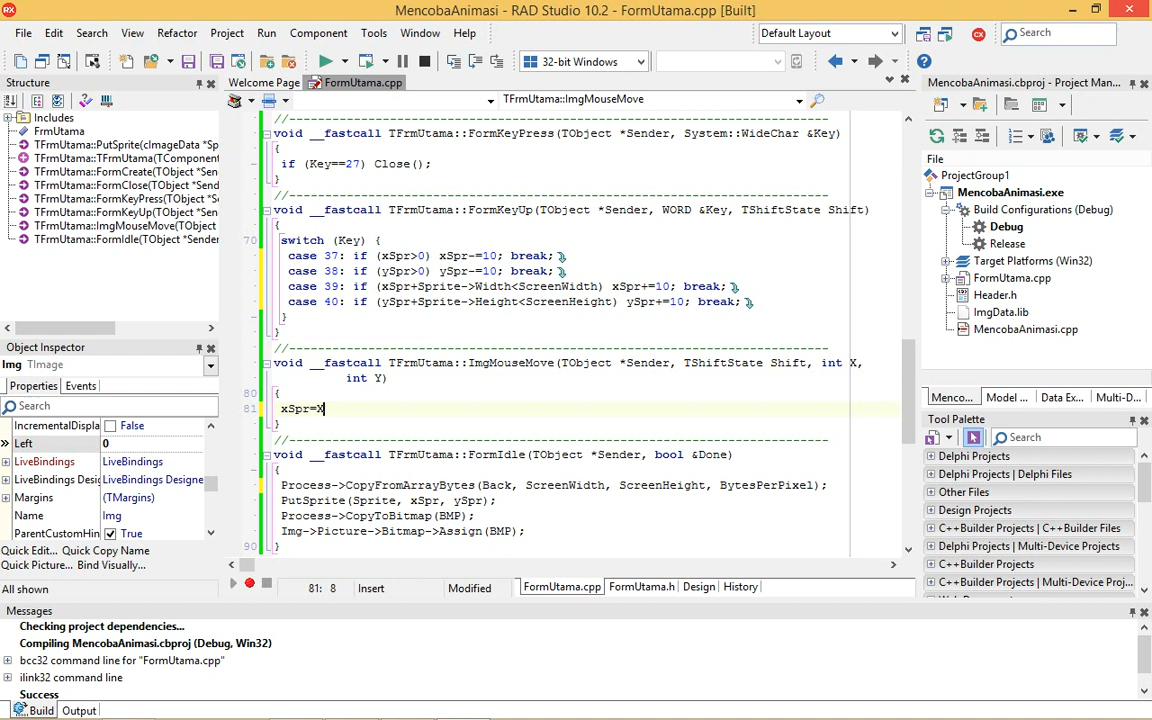 MencobaAnimasi - RAD Studio 10.2 - FormUtama.cpp [Built]
File Edit Search View Refactor Project Run Component Tools Window Help
Default Layout
Search
32-bit Windows
Structure
Includes
FrmUtama
TFrmUtama::PutSprite(cImageData *Sp
TFrmUtama::TFrmUtama(TComponent
TFrmUtama::FormCreate(TObject *Send
TFrmUtama::FormClose(TObject *Send
TFrmUtama::FormKeyPress(TObject *S
TFrmUtama::FormKeyUp(TObject *Sen
TFrmUtama::ImgMouseMove(TObject
TFrmUtama::FormIdle(TObject *Sender
Object Inspector
Img TImage
Properties Events
Search
IncrementalDispla False
Left 0
LiveBindings LiveBindings
LiveBindings Desig LiveBindings Designe
Margins (TMargins)
Name Img
ParentCustomHin True
Quick Edit... Quick Copy Name
Quick Picture... Bind Visually...
All shown
Welcome Page FormUtama.cpp
TFrmUtama::ImgMouseMove
//-------------------------------------------------------------
void __fastcall TFrmUtama::FormKeyPress(TObject *Sender, System::WideChar &Key)
{
if (Key==27) Close();
}
//-------------------------------------------------------------
void __fastcall TFrmUtama::FormKeyUp(TObject *Sender, WORD &Key, TShiftState Shift)
{
70 switch (Key) {
case 37: if (xSpr>0) xSpr-=10; break;
case 38: if (ySpr>0) ySpr-=10; break;
case 39: if (xSpr+Sprite->Width<ScreenWidth) xSpr+=10; break;
case 40: if (ySpr+Sprite->Height<ScreenHeight) ySpr+=10; break;
}
}
//-------------------------------------------------------------
void __fastcall TFrmUtama::ImgMouseMove(TObject *Sender, TShiftState Shift, int X,
int Y)
80 {
81 xSpr=X
}
//-------------------------------------------------------------
void __fastcall TFrmUtama::FormIdle(TObject *Sender, bool &Done)
{
Process->CopyFromArrayBytes(Back, ScreenWidth, ScreenHeight, BytesPerPixel);
PutSprite(Sprite, xSpr, ySpr);
Process->CopyToBitmap(BMP);
Img->Picture->Bitmap->Assign(BMP);
90 }
81: 8 Insert Modified FormUtama.cpp FormUtama.h Design History
MencobaAnimasi.cbproj - Project Man...
File
ProjectGroup1
MencobaAnimasi.exe
Build Configurations (Debug)
Debug
Release
Target Platforms (Win32)
FormUtama.cpp
Header.h
ImgData.lib
MencobaAnimasi.cpp
Menco... Model ... Data Ex... Multi-D...
Tool Palette
Search
Delphi Projects
Delphi Projects | Delphi Files
Other Files
Design Projects
C++Builder Projects | C++Builder Files
Delphi Projects | Multi-Device Projects
C++Builder Projects
C++Builder Projects | Multi-Device Proj...
Messages
Checking project dependencies...
Compiling MencobaAnimasi.cbproj (Debug, Win32)
bcc32 command line for "FormUtama.cpp"
ilink32 command line
Success
Build Output